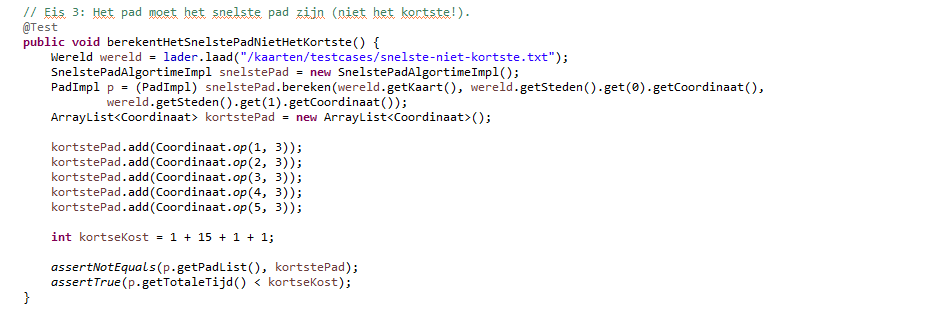 // Eis 3: Het pad moet het snelste pad zijn (niet het kortste!).
@Test
public void berekentHetSnelstePadNietHetKortste() {
    Wereld wereld = lader.laad("/kaarten/testcases/snelste-niet-kortste.txt");
    SnelstePadAlgortimeImpl snelstePad = new SnelstePadAlgortimeImpl();
    PadImpl p = (PadImpl) snelstePad.bereken(wereld.getKaart(), wereld.getSteden().get(0).getCoordinaat(),
            wereld.getSteden().get(1).getCoordinaat());
    ArrayList<Coordinaat> kortstePad = new ArrayList<Coordinaat>();

    kortstePad.add(Coordinaat.op(1, 3));
    kortstePad.add(Coordinaat.op(2, 3));
    kortstePad.add(Coordinaat.op(3, 3));
    kortstePad.add(Coordinaat.op(4, 3));
    kortstePad.add(Coordinaat.op(5, 3));

    int kortseKost = 1 + 15 + 1 + 1;

    assertNotEquals(p.getPadList(), kortstePad);
    assertTrue(p.getTotaleTijd() < kortseKost);
}